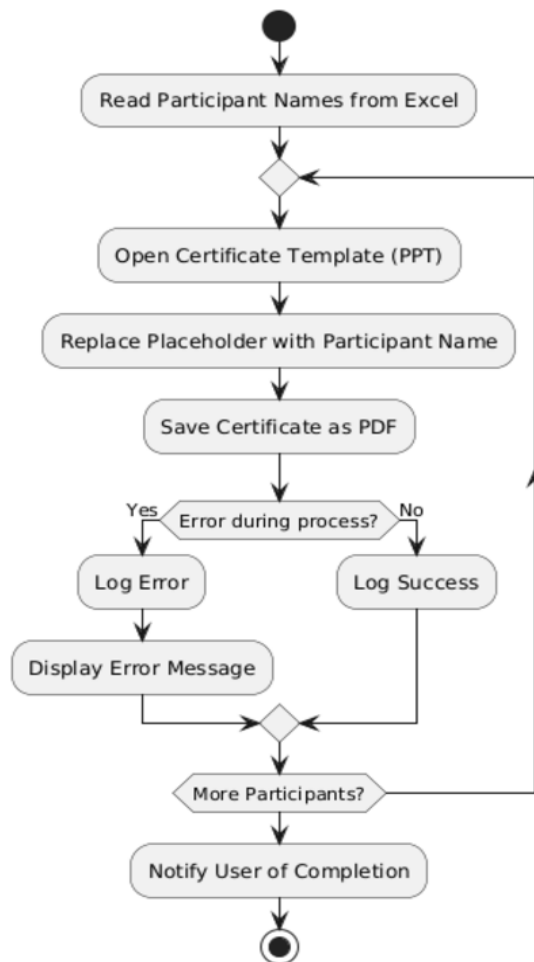 Read Participant Names from Excel
Open Certificate Template (PPT)
Replace Placeholder with Participant Name
Save Certificate as PDF
Yes
Error during process?
No
Log Error
Log Success
Display Error Message
More Participants?
Notify User of Completion